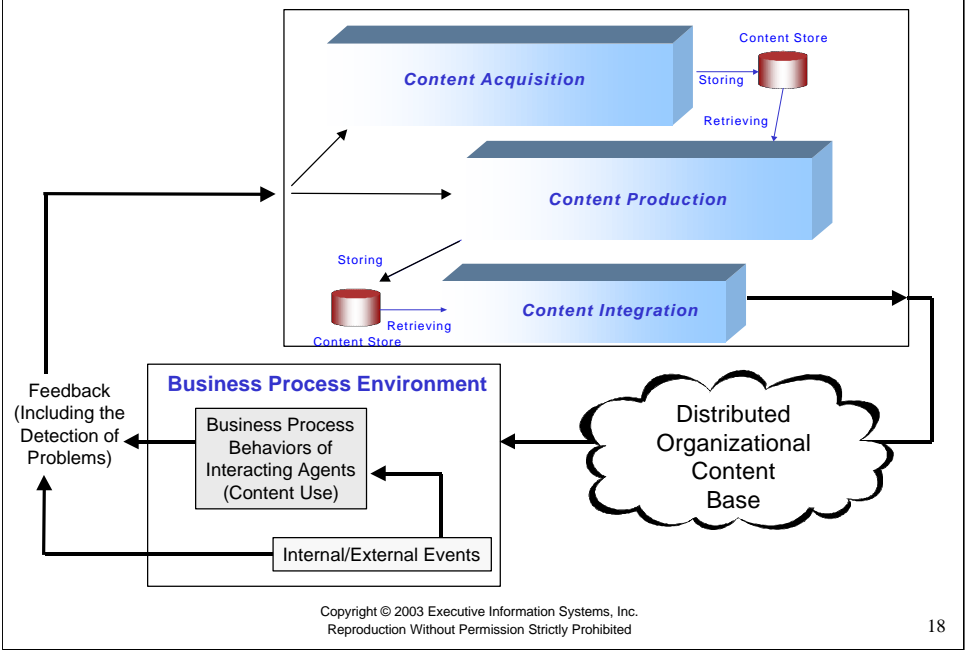 Content Store
Content Acquisition
Storing
Retrieving
Content Production
Storing
Content Integration
Retrieving
Content Store
Business Process Environment
Feedback
(Including the
Detection of
Problems)
Business Process
Behaviors of
Interacting Agents
(Content Use)
Internal/External Events
Distributed
Organizational
Content
Base
Copyright © 2003 Executive Information Systems, Inc.
Reproduction Without Permission Strictly Prohibited
18